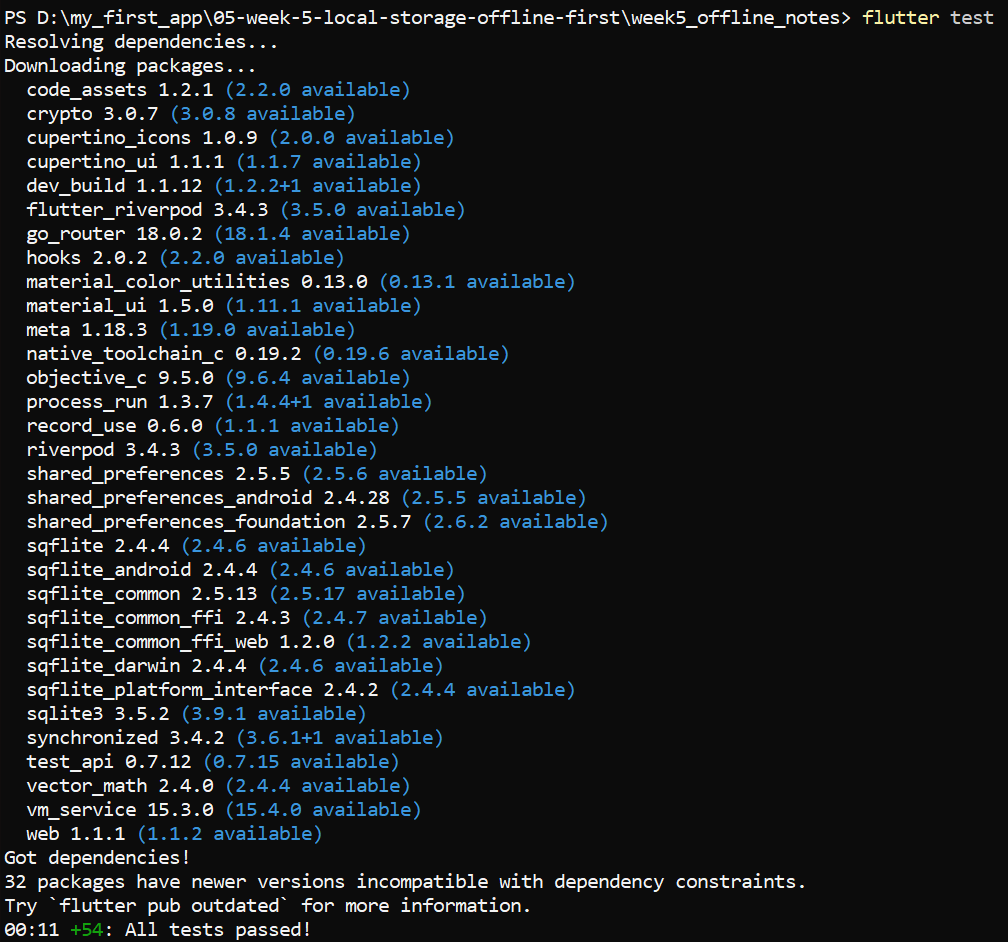 PS D:\my_first_app\05-week-5-local-storage-offline-first\week5_offline_notes> flutter test
Resolving dependencies...
Downloading packages...
  code_assets 1.2.1 (2.2.0 available)
  crypto 3.0.7 (3.0.8 available)
  cupertino_icons 1.0.9 (2.0.0 available)
  cupertino_ui 1.1.1 (1.1.7 available)
  dev_build 1.1.12 (1.2.2+1 available)
  flutter_riverpod 3.4.3 (3.5.0 available)
  go_router 18.0.2 (18.1.4 available)
  hooks 2.0.2 (2.2.0 available)
  material_color_utilities 0.13.0 (0.13.1 available)
  material_ui 1.5.0 (1.11.1 available)
  meta 1.18.3 (1.19.0 available)
  native_toolchain_c 0.19.2 (0.19.6 available)
  objective_c 9.5.0 (9.6.4 available)
  process_run 1.3.7 (1.4.4+1 available)
  record_use 0.6.0 (1.1.1 available)
  riverpod 3.4.3 (3.5.0 available)
  shared_preferences 2.5.5 (2.5.6 available)
  shared_preferences_android 2.4.28 (2.5.5 available)
  shared_preferences_foundation 2.5.7 (2.6.2 available)
  sqflite 2.4.4 (2.4.6 available)
  sqflite_android 2.4.4 (2.4.6 available)
  sqflite_common 2.5.13 (2.5.17 available)
  sqflite_common_ffi 2.4.3 (2.4.7 available)
  sqflite_common_ffi_web 1.2.0 (1.2.2 available)
  sqflite_darwin 2.4.4 (2.4.6 available)
  sqflite_platform_interface 2.4.2 (2.4.4 available)
  sqlite3 3.5.2 (3.9.1 available)
  synchronized 3.4.2 (3.6.1+1 available)
  test_api 0.7.12 (0.7.15 available)
  vector_math 2.4.0 (2.4.4 available)
  vm_service 15.3.0 (15.4.0 available)
  web 1.1.1 (1.1.2 available)
Got dependencies!
32 packages have newer versions incompatible with dependency constraints.
Try `flutter pub outdated` for more information.
00:11 +54: All tests passed!